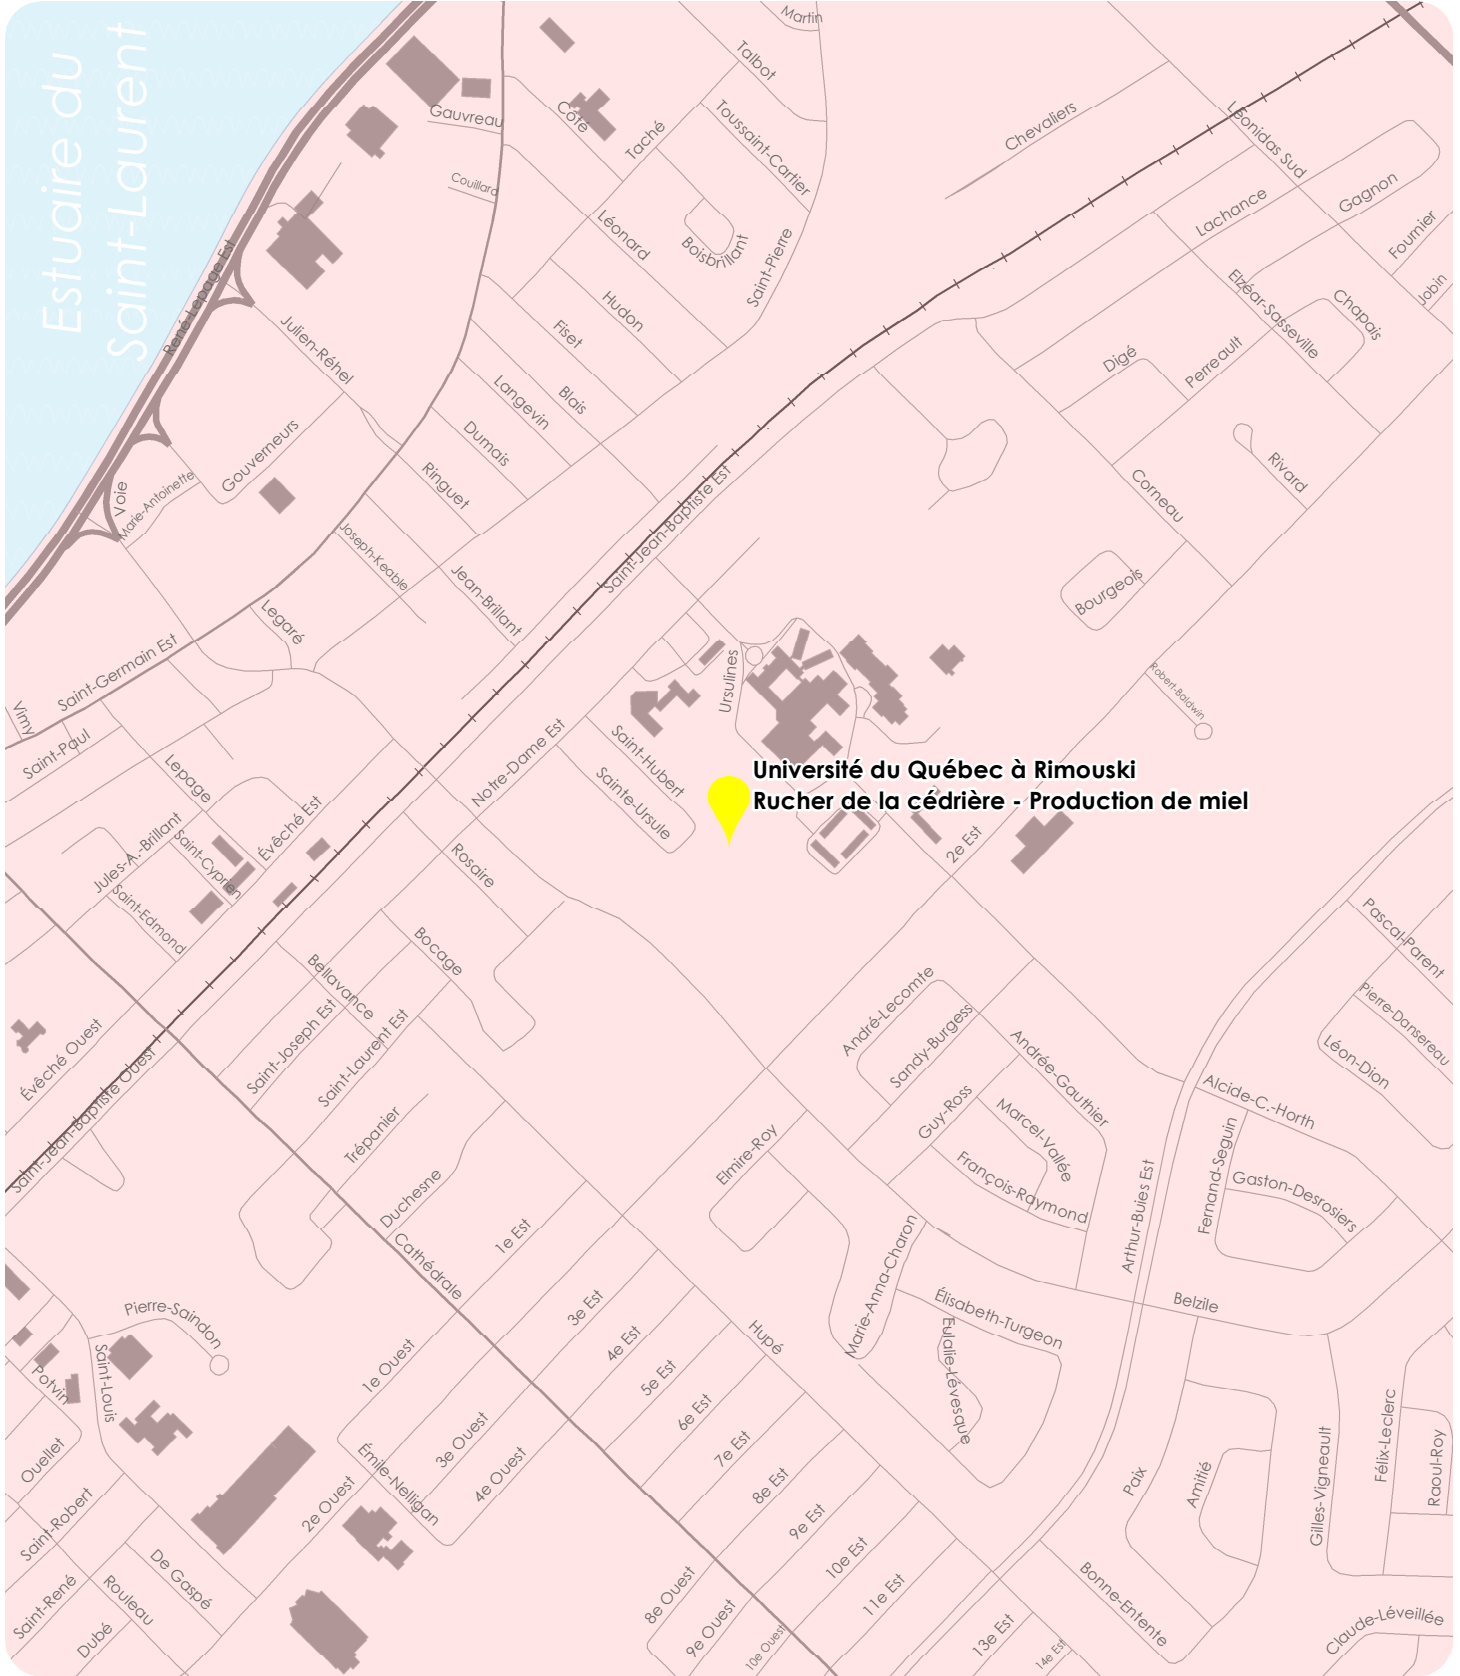 Estuaire du
Saint-Laurent
Martin
Talbot
Gauvreau
Côté
Taché
Toussaint-Cartier
Chevaliers
Léonidas Sud
Couillard
Léonard
Boisbrillant
Saint-Pierre
Lachance
Gagnon
Fournier
Jobin
René-Lepage Est
Julien-Réhel
Hudon
Fiset
Elzéar-Sasseville
Chapais
Digé
Perreault
Langevin
Blais
Dumais
Gouverneurs
Ringuet
Marie-Antoinette
Voie
Saint-Jean-Baptiste Est
Corneau
Rivard
Joseph-Keable
Jean-Brillant
Bourgeois
Legaré
Saint-Germain Est
Ursulines
Robert-Baldwin
Vimy
Saint-Paul
Lepage
Notre-Dame Est
Saint-Hubert
Sainte-Ursule
Université du Québec à Rimouski
Rucher de la cédrière - Production de miel
Évêché Est
Jules-A.-Brillant
Saint-Cyprien
Saint-Edmond
Rosaire
2e Est
Bocage
Bellavance
Pascal-Parent
Pierre-Dansereau
Léon-Dion
André-Lecomte
Sandy-Burgess
Andrée-Gauthier
Évêché Ouest
Saint-Jean-Baptiste Ouest
Saint-Joseph Est
Saint-Laurent Est
Guy-Ross
Marcel-Vallée
François-Raymond
Alcide-C.-Horth
Trépanier
Elmire-Roy
Fernand-Seguin
Gaston-Desrosiers
Arthur-Buies Est
Duchesne
Cathédrale
1e Est
Marie-Anna-Charon
Belzile
Élisabeth-Turgeon
Eulalie-Lévesque
Pierre-Saindon
3e Est
4e Est
Hupé
Potvin
Saint-Louis
1e Ouest
5e Est
6e Est
7e Est
Ouellet
3e Ouest
4e Ouest
Émile-Nelligan
2e Ouest
8e Est
9e Est
10e Est
11e Est
Paix
Amitié
Gilles-Vigneault
Félix-Leclerc
Raoul-Roy
Saint-Robert
Saint-René
De Gaspé
Rouleau
Dubé
8e Ouest
9e Ouest
10e Ouest
13e Est
14e Est
Bonne-Entente
Claude-Léveillée